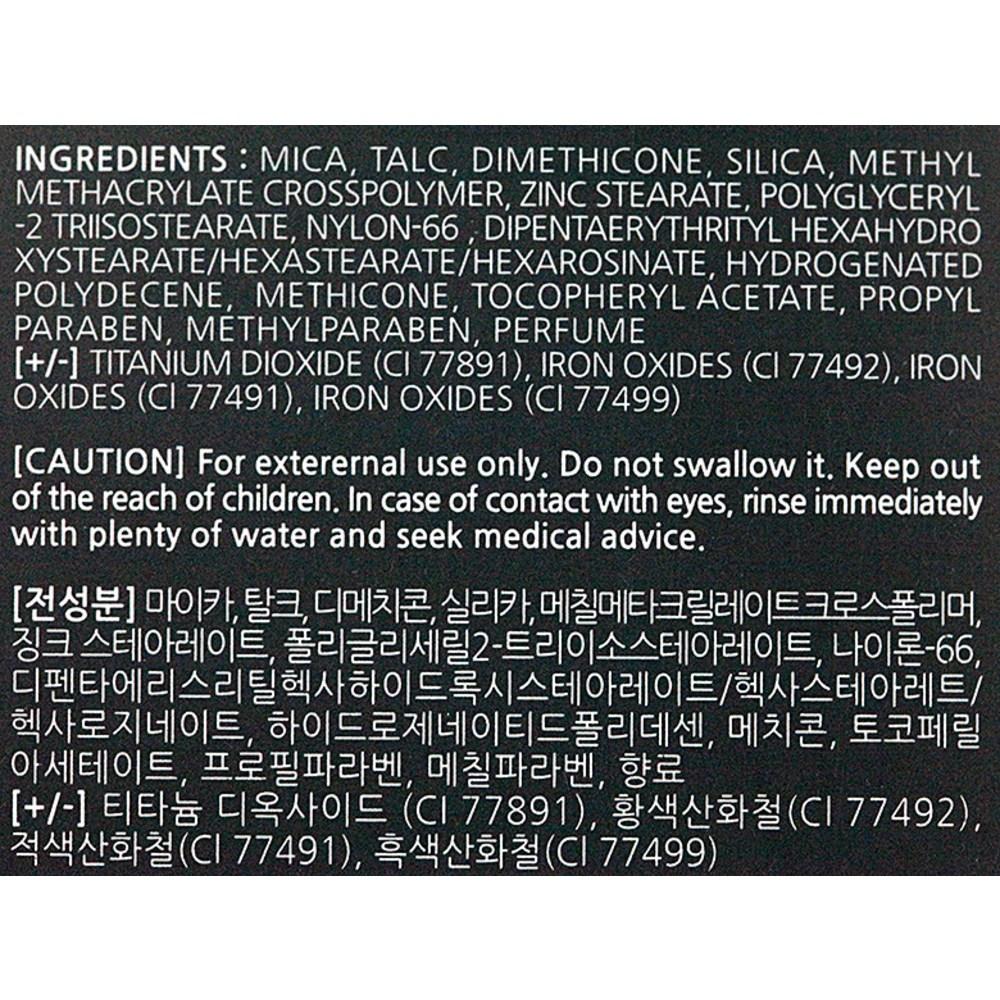 INGREDIENTS : MICA, TALC, DIMETHICONE, SILICA, METHYL
METHACRYLATE CROSSPOLYMER, ZINC STEARATE, POLYGLYCERYL
-2 TRIISOSTEARATE, NYLON-66 , DIPENTAERYTHRITYL HEXAHYDRO
XYSTEARATE/HEXASTEARATE/HEXAROSINATE, HYDROGENATED
POLYDECENE, METHICONE, TOCOPHERYL ACETATE, PROPYL
PARABEN, METHYLPARABEN, PERFUME
[+/-] TITANIUM DIOXIDE (CI 77891), IRON OXIDES (CI 77492), IRON
OXIDES (CI 77491), IRON OXIDES (CI 77499)
[CAUTION] For extererernal use only. Do not swallow it. Keep out
of the reach of children. In case of contact with eyes, rinse immediately
with plenty of water and seek medical advice.
[전성분] 마이카, 탈크, 디메치콘, 실리카, 메칠메타크릴레이트크로스폴리머,
징크 스테아레이트, 폴리글리세릴2-트리이소스테아레이트, 나이론-66,
디펜타에리스리틸헥사하이드록시스테아레이트/헥사스테아레트/
헥사로지네이트, 하이드로제네이티드폴리데센, 메치콘, 토코페릴
아세테이트, 프로필파라벤, 메칠파라벤, 향료
[+/-] 티타늄 디옥사이드 (CI 77891), 황색산화철(CI 77492),
적색산화철(CI 77491), 흑색산화철(CI 77499)